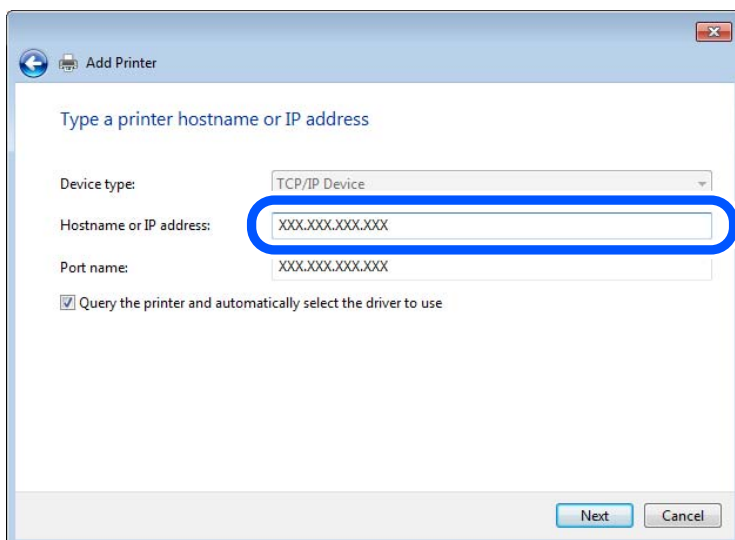 Add Printer
Type a printer hostname or IP address
Device type: TCP/IP Device
Hostname or IP address: XXX.XXX.XXX.XXX
Port name: XXX.XXX.XXX.XXX
Query the printer and automatically select the driver to use
Next Cancel